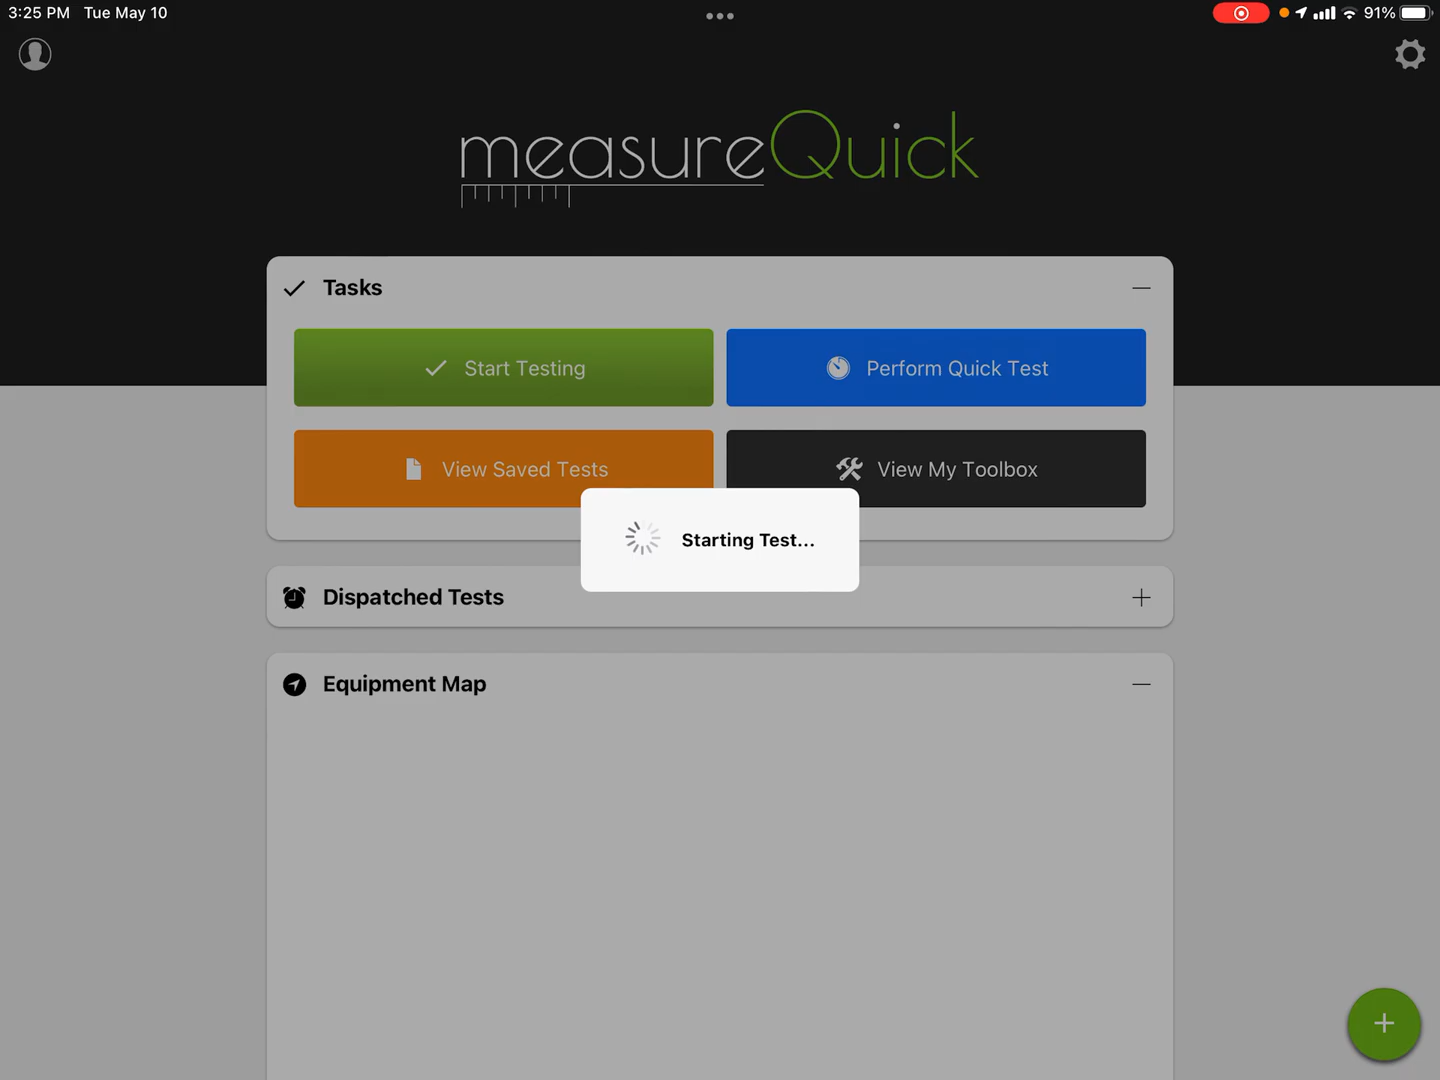 3:25 PM Tue May 10
91%
measureQuick
Tasks
Start Testing
Perform Quick Test
View Saved Tests
View My Toolbox
Starting Test...
Dispatched Tests
Equipment Map